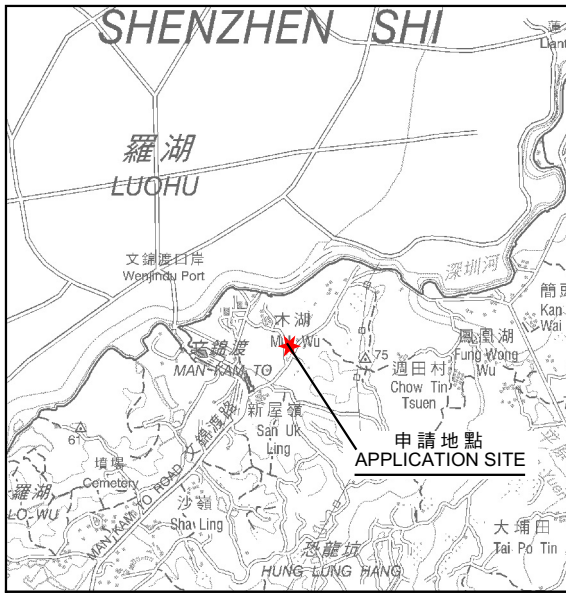 SHENZHEN SHI
蓮
Liant
羅湖
LUOHU
文錦渡口岸
Wenjindu Port
深圳河
簡頭
Kan
Wai
木湖
Wu
文錦渡
MAN KAM TO
75
鳳凰湖
Fung Wong
Wu
週田村
Chow Tin
Tsuen
新屋嶺
San Uk
Ling
文錦渡路
MAN KAM TO ROAD
61
墳場
Cemetery
申請地點
APPLICATION SITE
羅湖
LO WU
沙嶺
Sha Ling
恐龍坑
HUNG LUNG HANG
大埔田
Tai Po Tin